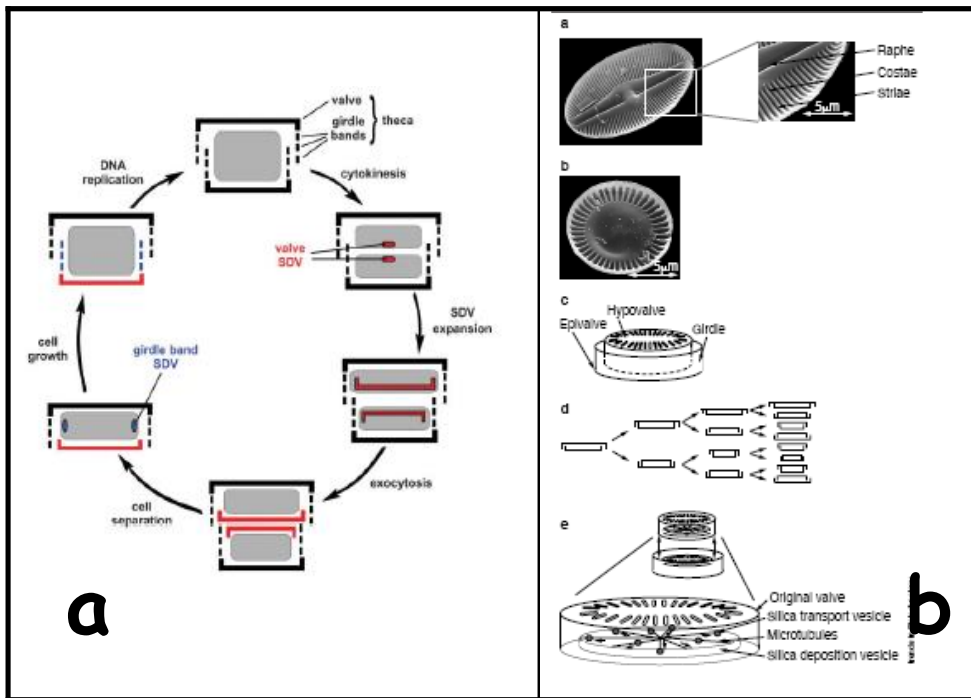 valve
girdle
bands
theca
DNA
replication
cytokinesis
valve
SDV
SDV
expansion
cell
growth
girdle band
SDV
exocytosis
cell
separation
a
a
Raphe
Costae
Striae
5µm
b
5µm
c
Hypovalve
Epivalve
Girdle
d
e
Original valve
Silica transport vesicle
Microtubules
Silica deposition vesicle
b